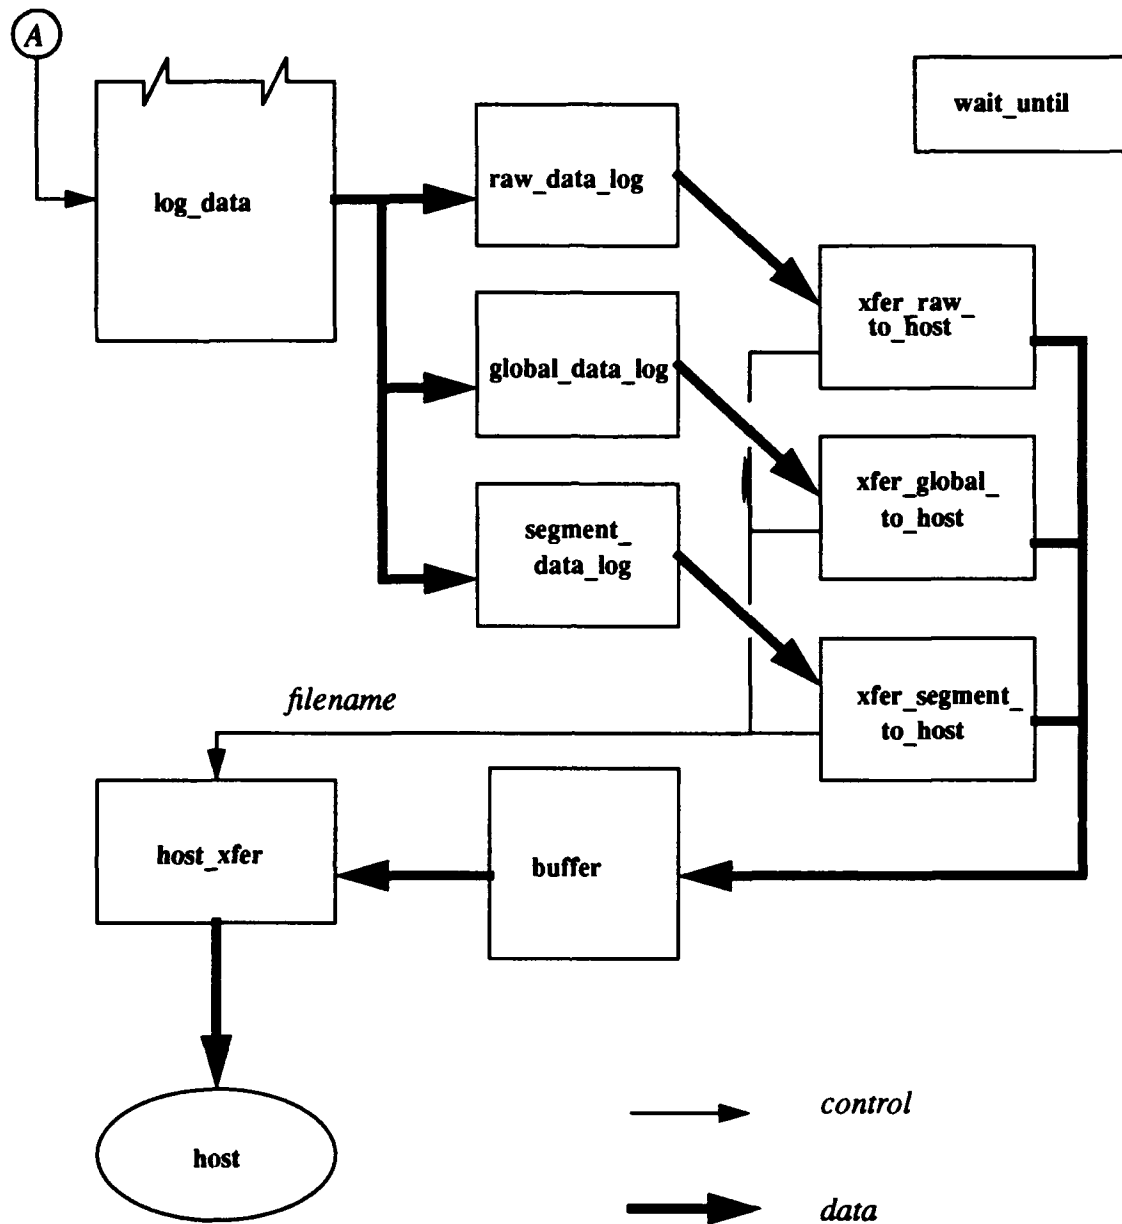 A
wait_until
raw_data_log
log_data
xfer_raw_
to_host
global_data_log
xfer_global_
to_host
segment_
data_log
xfer_segment_
to_host
filename
host_xfer
buffer
control
host
data